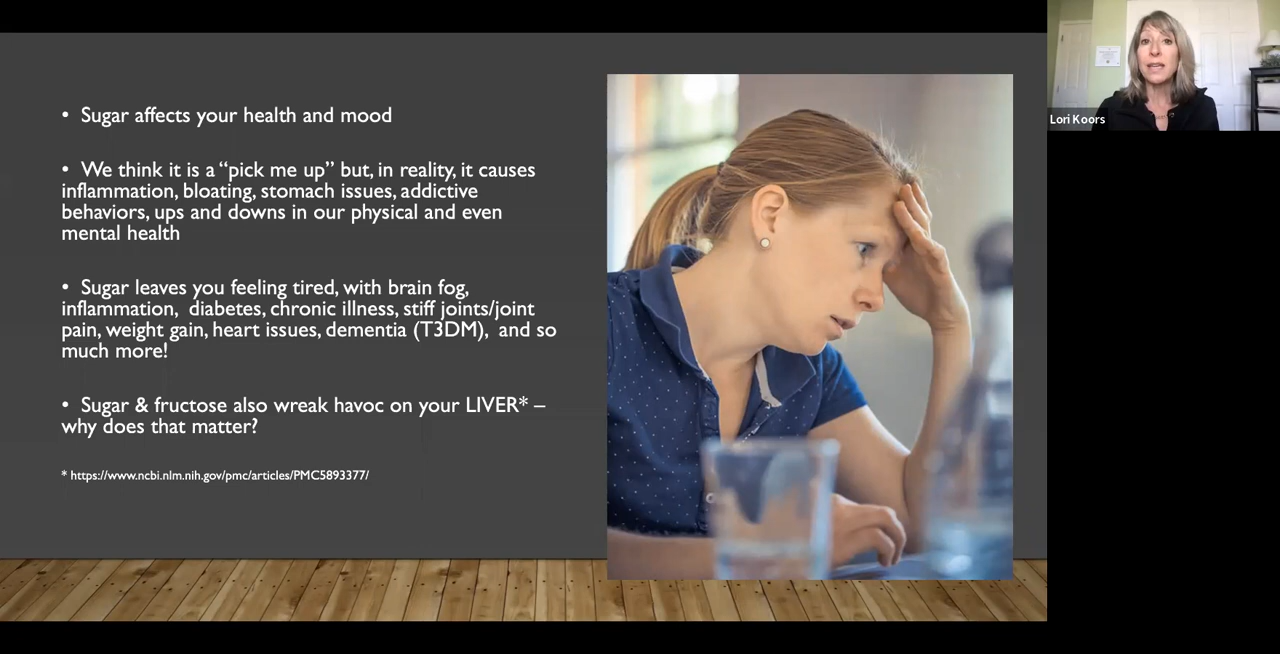 • Sugar affects your health and mood
• We think it is a “pick me up” but, in reality, it causes
inflammation, bloating, stomach issues, addictive
behaviors, ups and downs in our physical and even
mental health
• Sugar leaves you feeling tired, with brain fog,
inflammation,  diabetes, chronic illness, stiff joints/joint
pain, weight gain, heart issues, dementia (T3DM),  and so
much more!
• Sugar & fructose also wreak havoc on your LIVER* –
why does that matter?
* https://www.ncbi.nlm.nih.gov/pmc/articles/PMC5893377/
Lori Koors